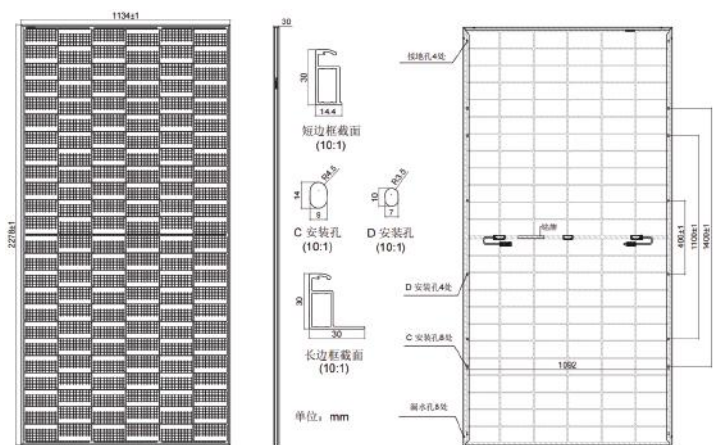 1134±1
2278±1
30
30
14.4
短边框截面
(10:1)
R4.5
14
9
C 安装孔
(10:1)
R3.5
10
7
D 安装孔
(10:1)
30
30
长边框截面
(10:1)
单位：mm
接地孔4处
铭牌
D 安装孔4处
C 安装孔8处
漏水孔8处
1092
400±1
1100±1
1400±1